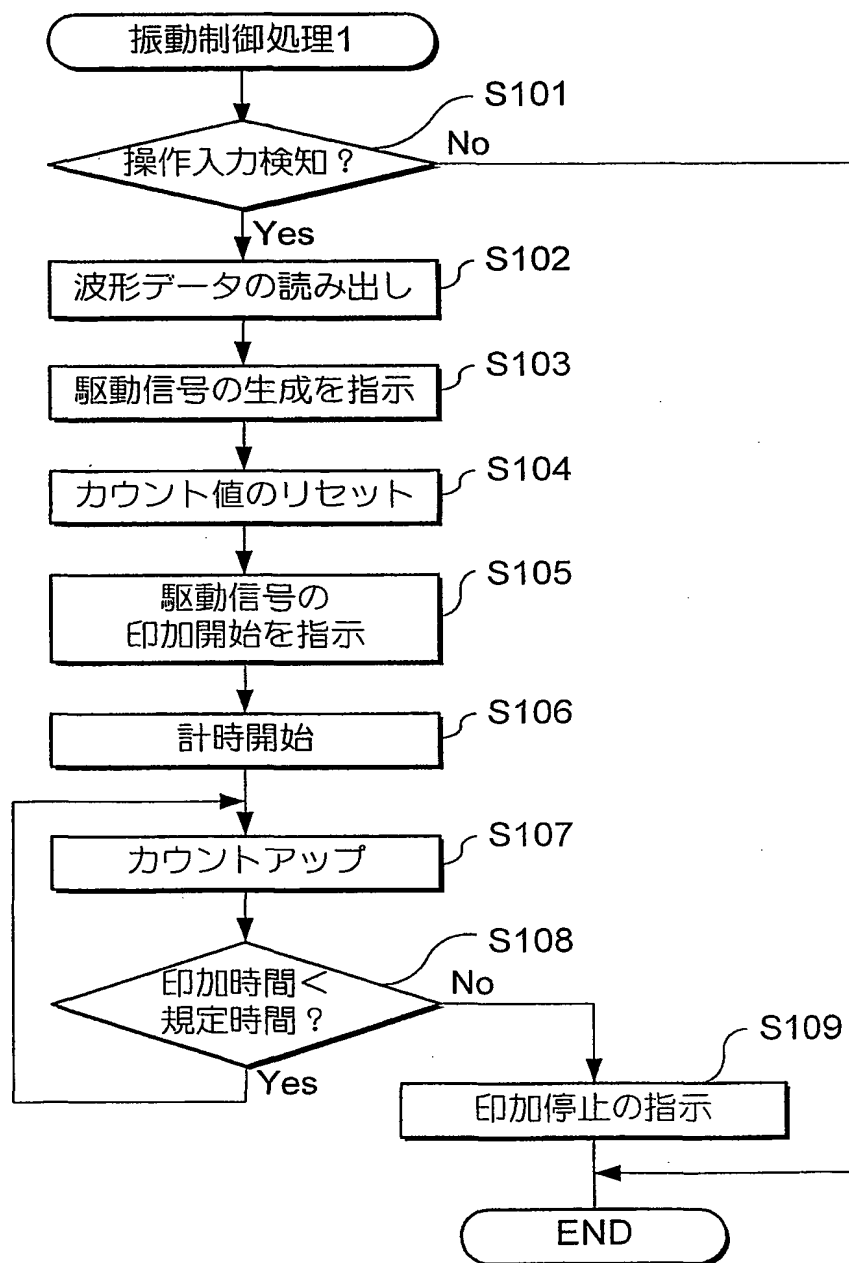 振動制御処理1
S101
操作入力検知？
No
Yes
S102
波形データの読み出し
S103
駆動信号の生成を指示
S104
カウント値のリセット
S105
駆動信号の
印加開始を指示
S106
計時開始
S107
カウントアップ
S108
印加時間＜
規定時間？
No
Yes
S109
印加停止の指示
END